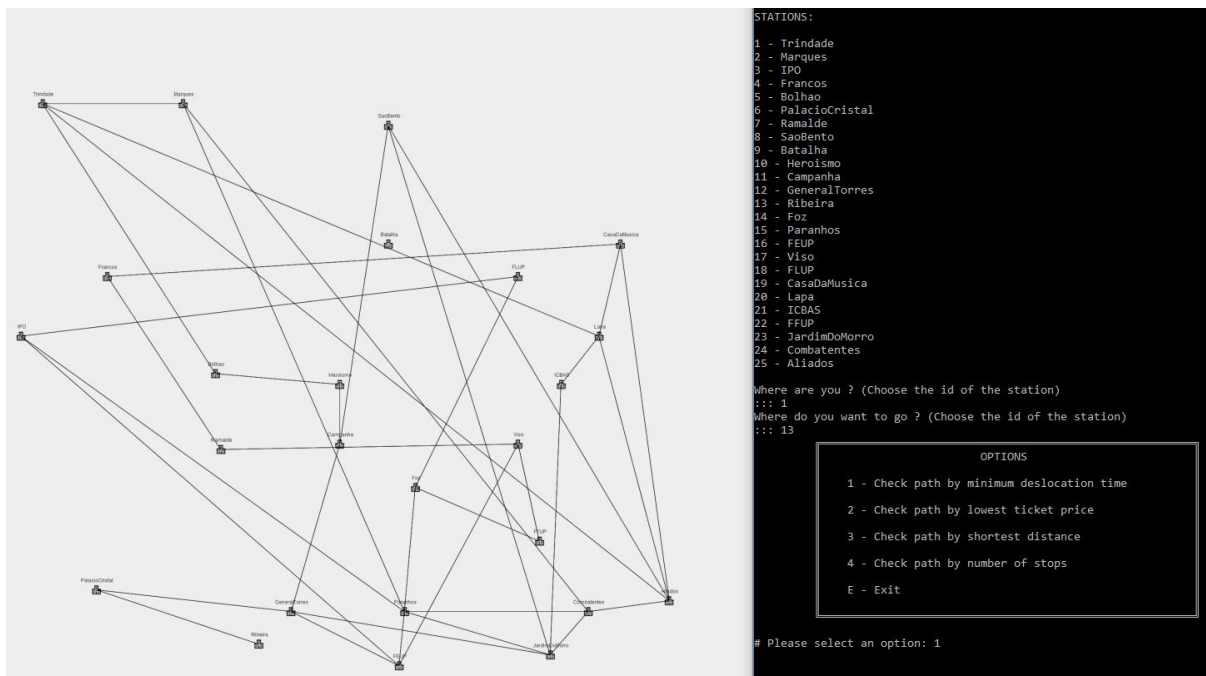 Trindade
Marques
SaoBento
Batalha
CasaDaMusica
Francos
FLUP
IPO
Lapa
Bolhao
Heroismo
ICBAS
Ramalde
Campanha
Viso
Foz
FFUP
PalacioCristal
GeneralTorres
Paranhos
Combatentes
Aliados
Ribeira
FEUP
JardimDoMorro
STATIONS:
1 - Trindade
2 - Marques
3 - IPO
4 - Francos
5 - Bolhao
6 - PalacioCristal
7 - Ramalde
8 - SaoBento
9 - Batalha
10 - Heroismo
11 - Campanha
12 - GeneralTorres
13 - Ribeira
14 - Foz
15 - Paranhos
16 - FEUP
17 - Viso
18 - FLUP
19 - CasaDaMusica
20 - Lapa
21 - ICBAS
22 - FFUP
23 - JardimDoMorro
24 - Combatentes
25 - Aliados
Where are you ? (Choose the id of the station)
::: 1
Where do you want to go ? (Choose the id of the station)
::: 13
OPTIONS
1 - Check path by minimum deslocation time
2 - Check path by lowest ticket price
3 - Check path by shortest distance
4 - Check path by number of stops
E - Exit
# Please select an option: 1